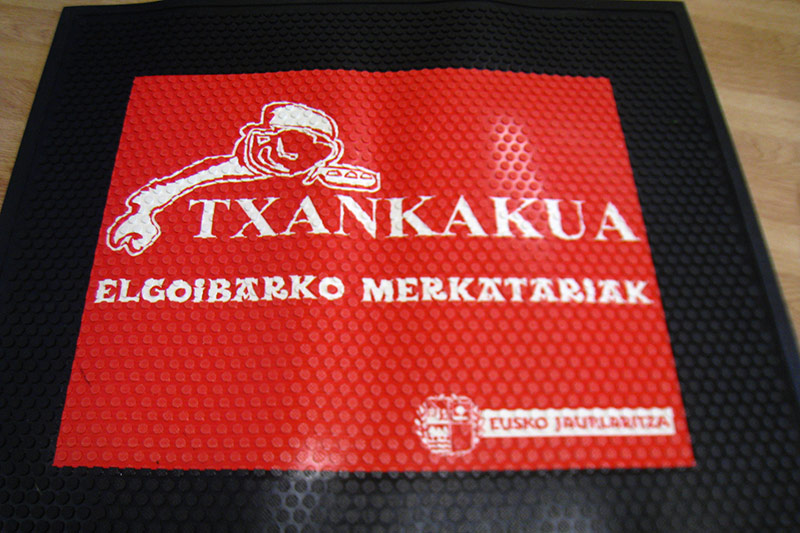 TXANKAKUA
ELGOiBARKO MERKATARiAK
EUSKO JAURLARITZA